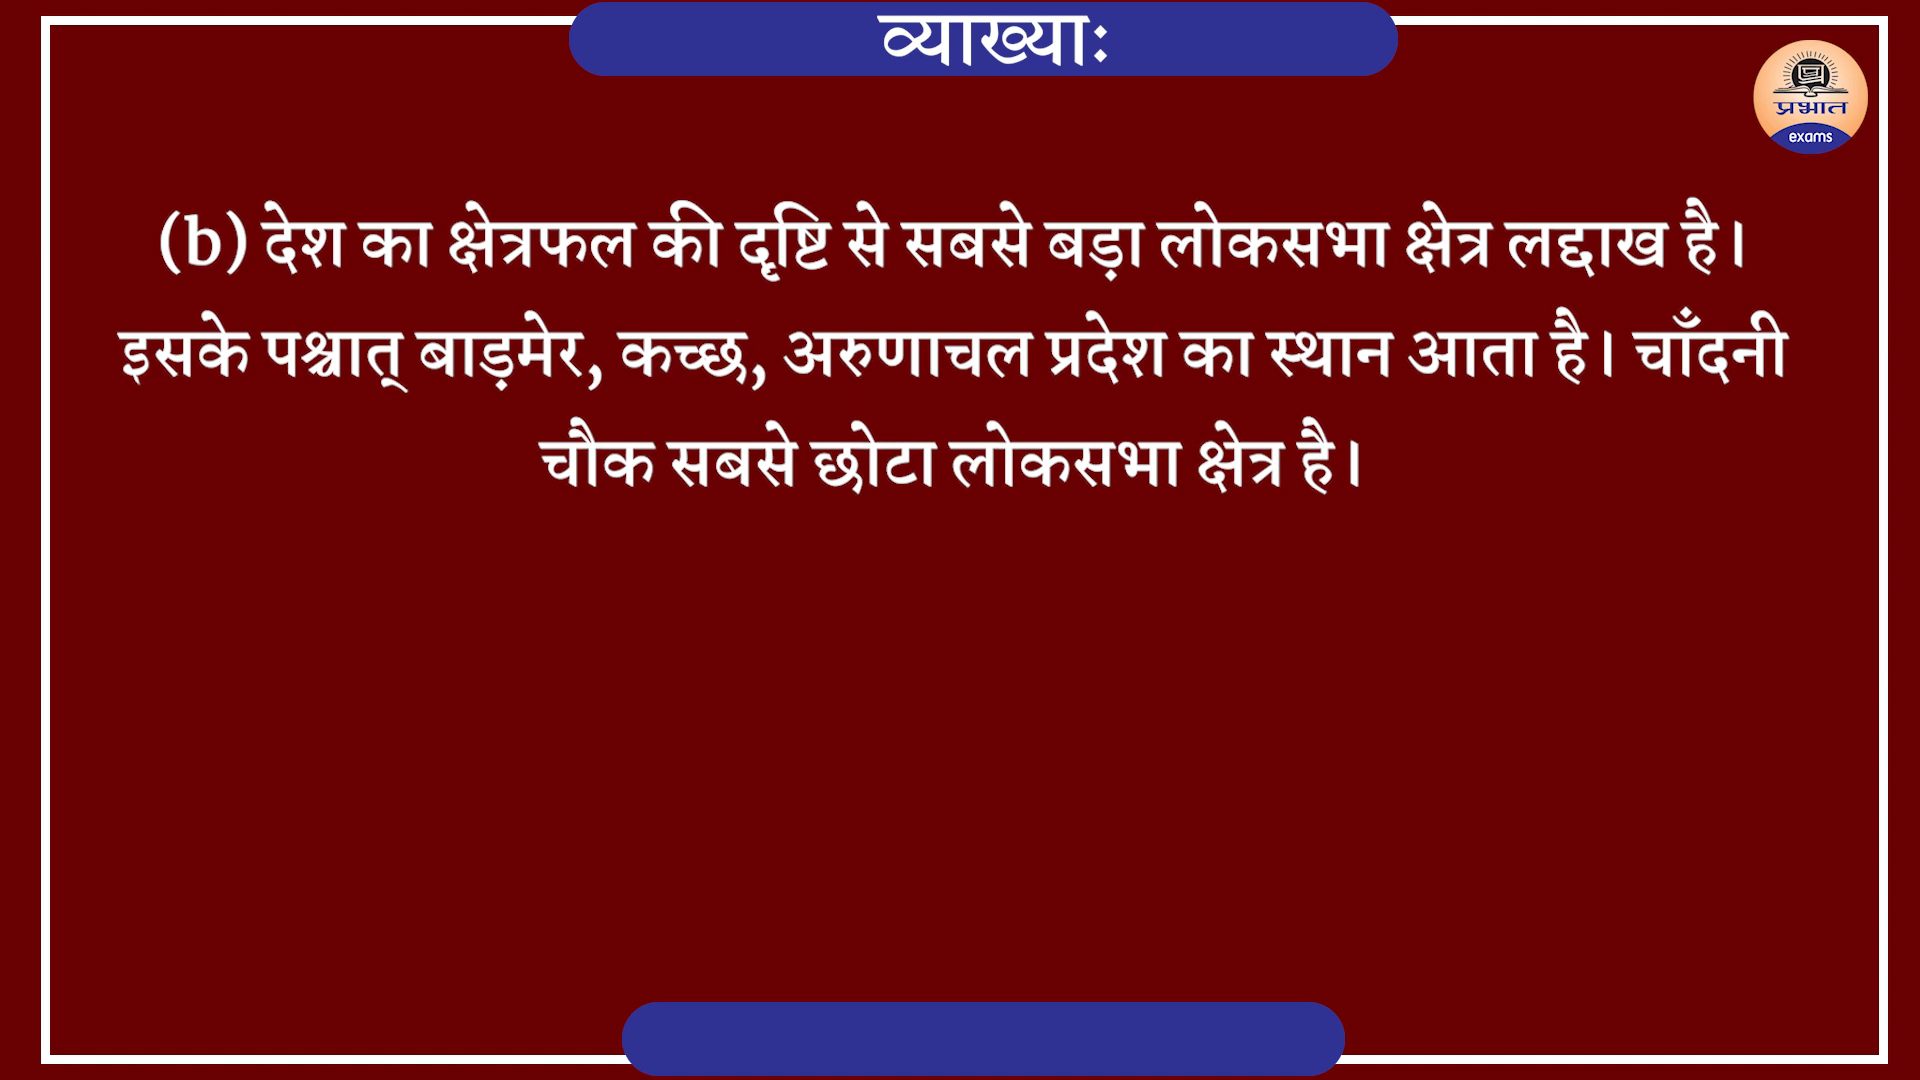 व्याख्याः
प्रभात
exams
(b) देश का क्षेत्रफल की दृष्टि से सबसे बड़ा लोकसभा क्षेत्र लद्दाख है।
इसके पश्चात् बाड़मेर, कच्छ, अरुणाचल प्रदेश का स्थान आता है। चाँदनी
चौक सबसे छोटा लोकसभा क्षेत्र है।